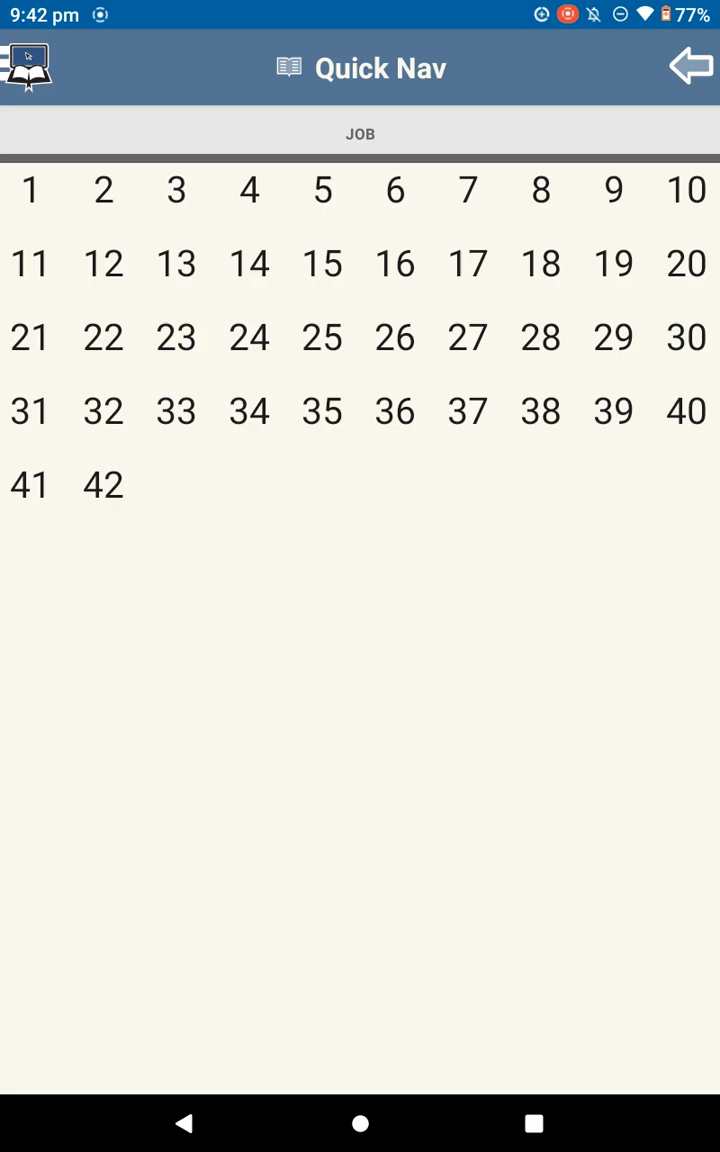 9:42 pm 77%
Quick Nav
JOB
1 2 3 4 5 6 7 8 9 10
11 12 13 14 15 16 17 18 19 20
21 22 23 24 25 26 27 28 29 30
31 32 33 34 35 36 37 38 39 40
41 42